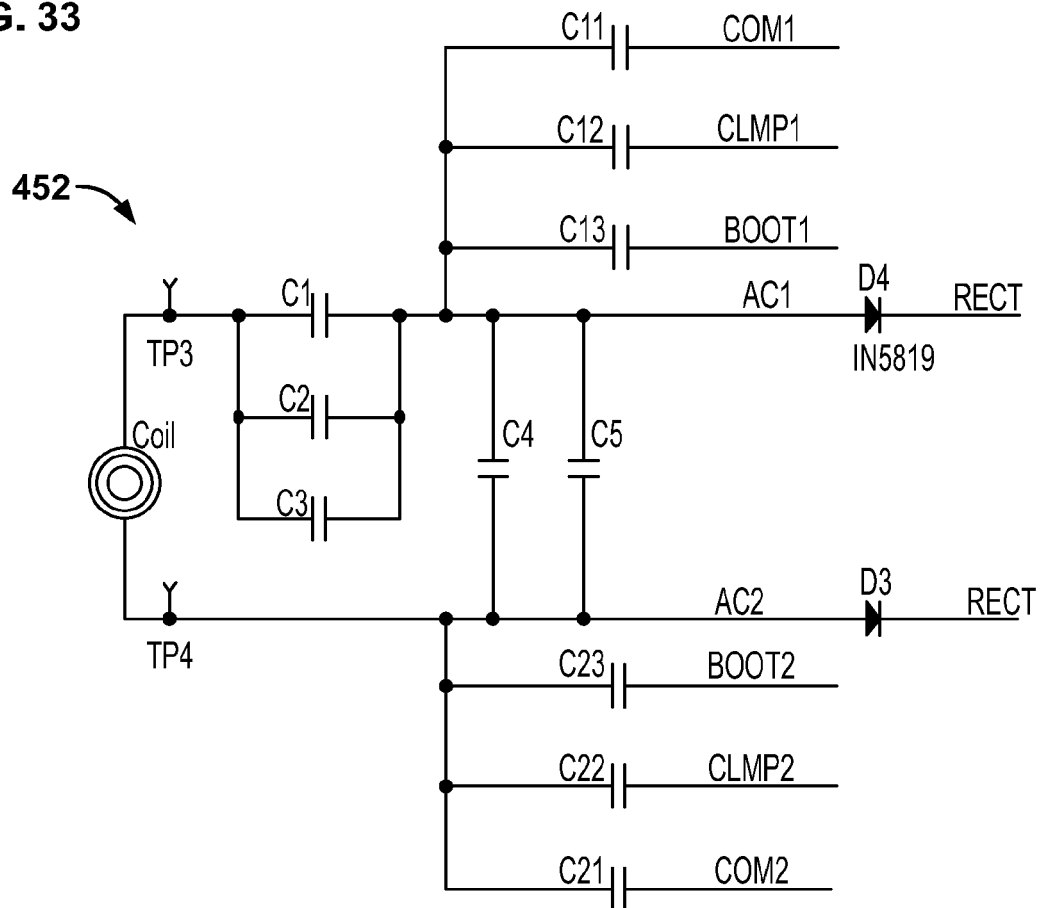 G. 33
C11 COM1
C12 CLMP1
452
C13 BOOT1
C1 AC1 D4 RECT
TP3 IN5819
C2
Coil C4 C5
C3
D3
AC2 RECT
TP4 C23 BOOT2
C22 CLMP2
C21 COM2